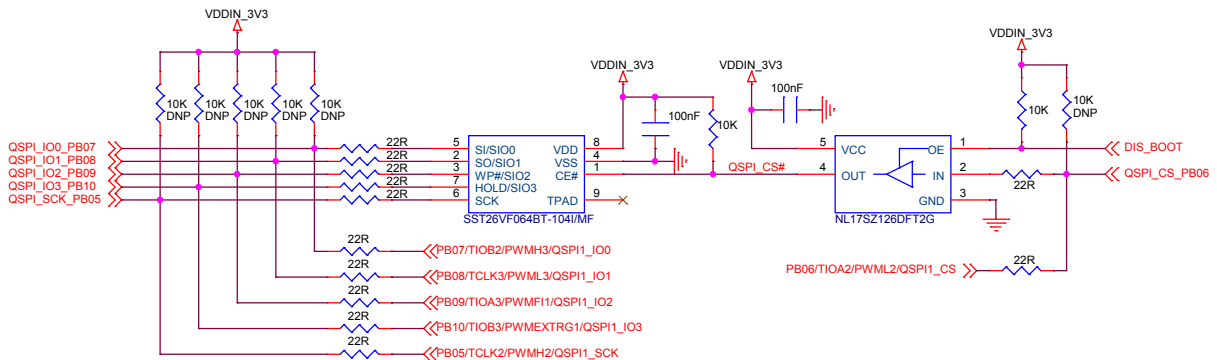 VDDIN_3V3
VDDIN_3V3
VDDIN_3V3
VDDIN_3V3
10K
DNP
10K
DNP
10K
DNP
10K
DNP
10K
DNP
100nF
10K
100nF
10K
10K
DNP
QSPI_IO0_PB07
QSPI_IO1_PB08
QSPI_IO2_PB09
QSPI_IO3_PB10
QSPI_SCK_PB05
22R
22R
22R
22R
22R
5
2
3
7
6
SI/SIO0
SO/SIO1
WP#/SIO2
HOLD/SIO3
SCK
VDD
VSS
CE#
TPAD
8
4
1
9
SST26VF064BT-104I/MF
QSPI_CS#
5
4
VCC
OUT
OE
IN
GND
1
2
3
NL17SZ126DFT2G
22R
DIS_BOOT
QSPI_CS_PB06
22R
PB07/TIOB2/PWMH3/QSPI1_IO0
22R
PB08/TCLK3/PWML3/QSPI1_IO1
22R
PB09/TIOA3/PWMFI1/QSPI1_IO2
22R
PB10/TIOB3/PWMEXTRG1/QSPI1_IO3
22R
PB05/TCLK2/PWMH2/QSPI1_SCK
PB06/TIOA2/PWML2/QSPI1_CS
22R